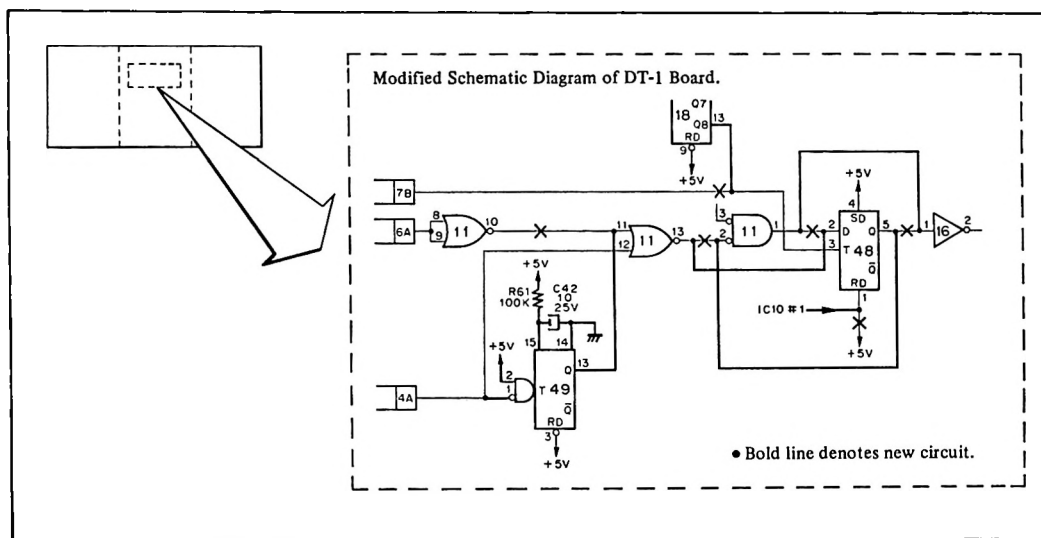 Modified Schematic Diagram of DT-1 Board.
Q7
18 Q8 13
RD
9
+5V
7B
6A
8
9
11
10
11
12
11
13
3
2
11
1
+5V
4
SD
2 D Q 5
3 T 48
Q̅
RD
1
1 16 2
IC10 #1
+5V
+5V
R61
100K
C42
10
25V
15 14
+5V
2
1
T 49
Q 13
Q̅
RD
3
+5V
4A
• Bold line denotes new circuit.